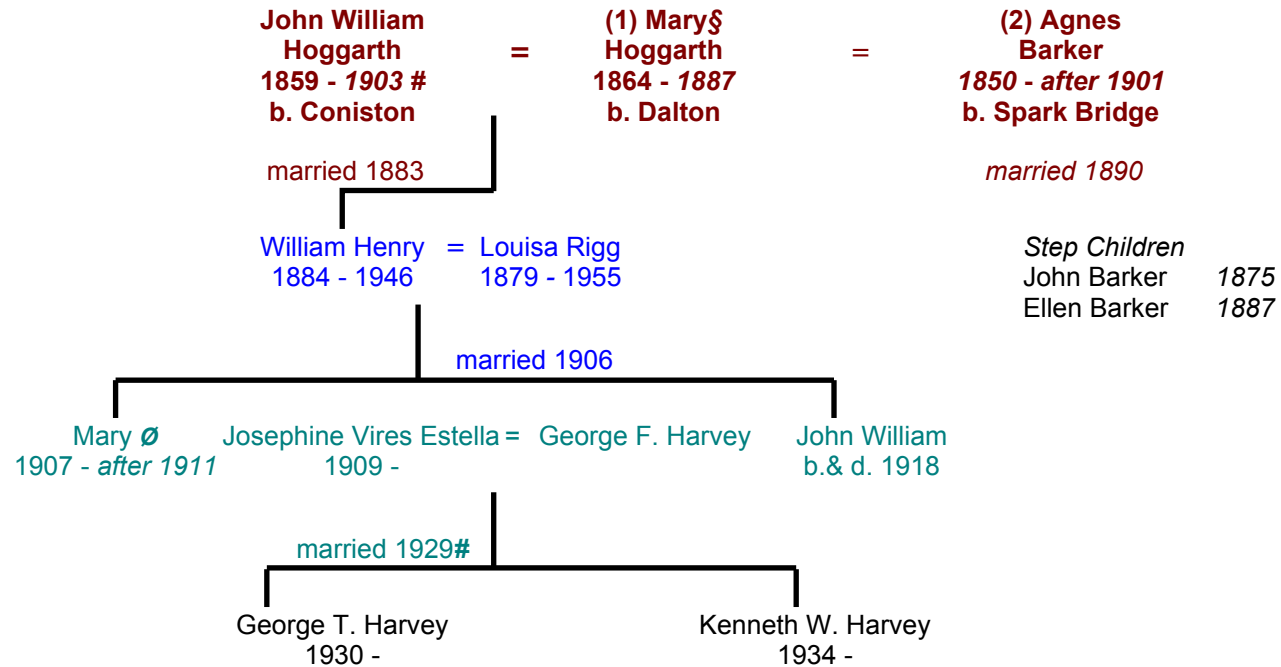 John William
Hoggarth
1859 - 1903 #
b. Coniston
=
(1) Mary§
Hoggarth
1864 - 1887
b. Dalton
=
(2) Agnes
Barker
1850 - after 1901
b. Spark Bridge
married 1883
married 1890
William Henry = Louisa Rigg
1884 - 1946 1879 - 1955
Step Children
John Barker 1875
Ellen Barker 1887
married 1906
Mary Ø
1907 - after 1911
Josephine Vires Estella = George F. Harvey
1909 -
John William
b.& d. 1918
married 1929#
George T. Harvey
1930 -
Kenneth W. Harvey
1934 -